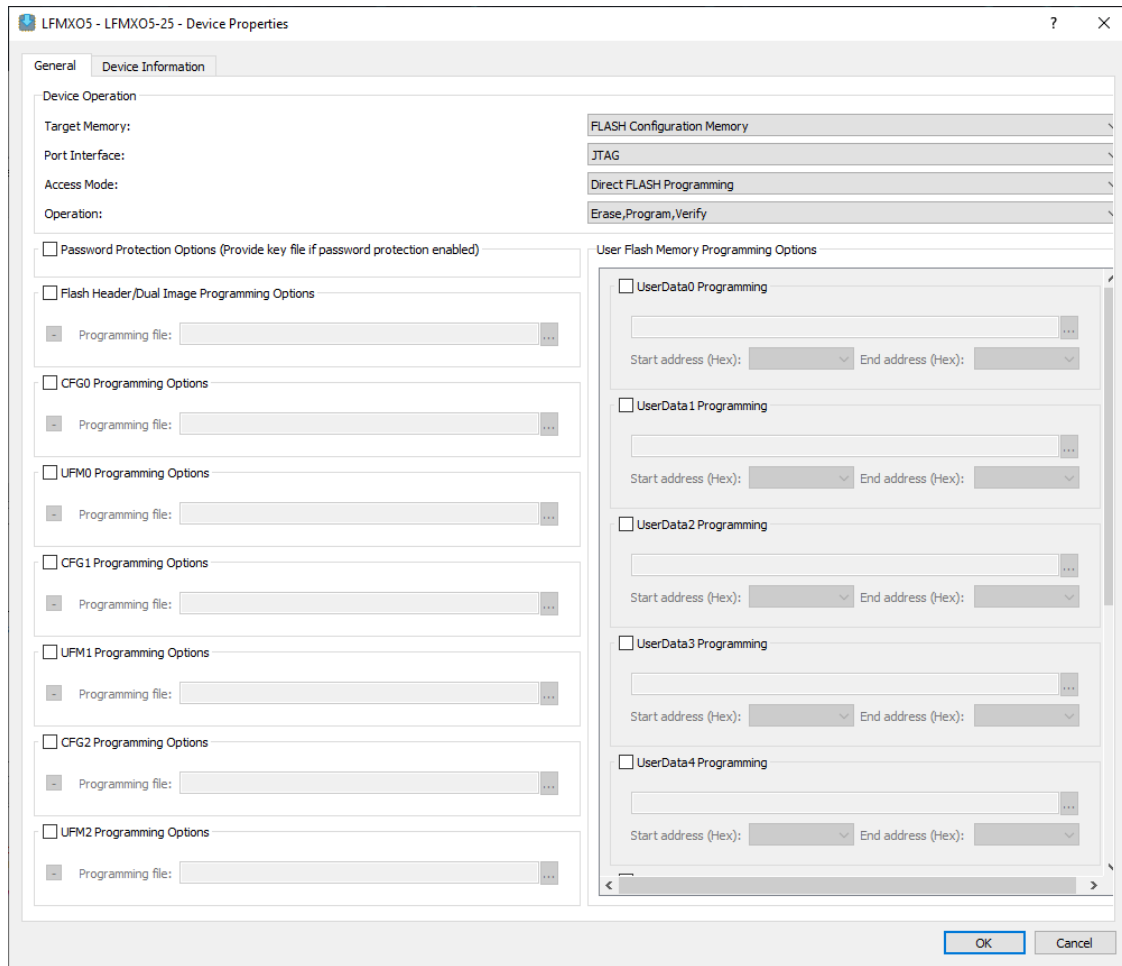 LFMXO5 - LFMXO5-25 - Device Properties ?
General Device Information
Device Operation
Target Memory: FLASH Configuration Memory
Port Interface: JTAG
Access Mode: Direct FLASH Programming
Operation: Erase,Program,Verify
Password Protection Options (Provide key file if password protection enabled)
Flash Header/Dual Image Programming Options
- Programming file: ...
CFG0 Programming Options
- Programming file: ...
UFM0 Programming Options
- Programming file: ...
CFG1 Programming Options
- Programming file: ...
UFM1 Programming Options
- Programming file: ...
CFG2 Programming Options
- Programming file: ...
UFM2 Programming Options
- Programming file: ...
User Flash Memory Programming Options
UserData0 Programming
...
Start address (Hex): End address (Hex):
UserData1 Programming
...
Start address (Hex): End address (Hex):
UserData2 Programming
...
Start address (Hex): End address (Hex):
UserData3 Programming
...
Start address (Hex): End address (Hex):
UserData4 Programming
...
Start address (Hex): End address (Hex):
OK Cancel